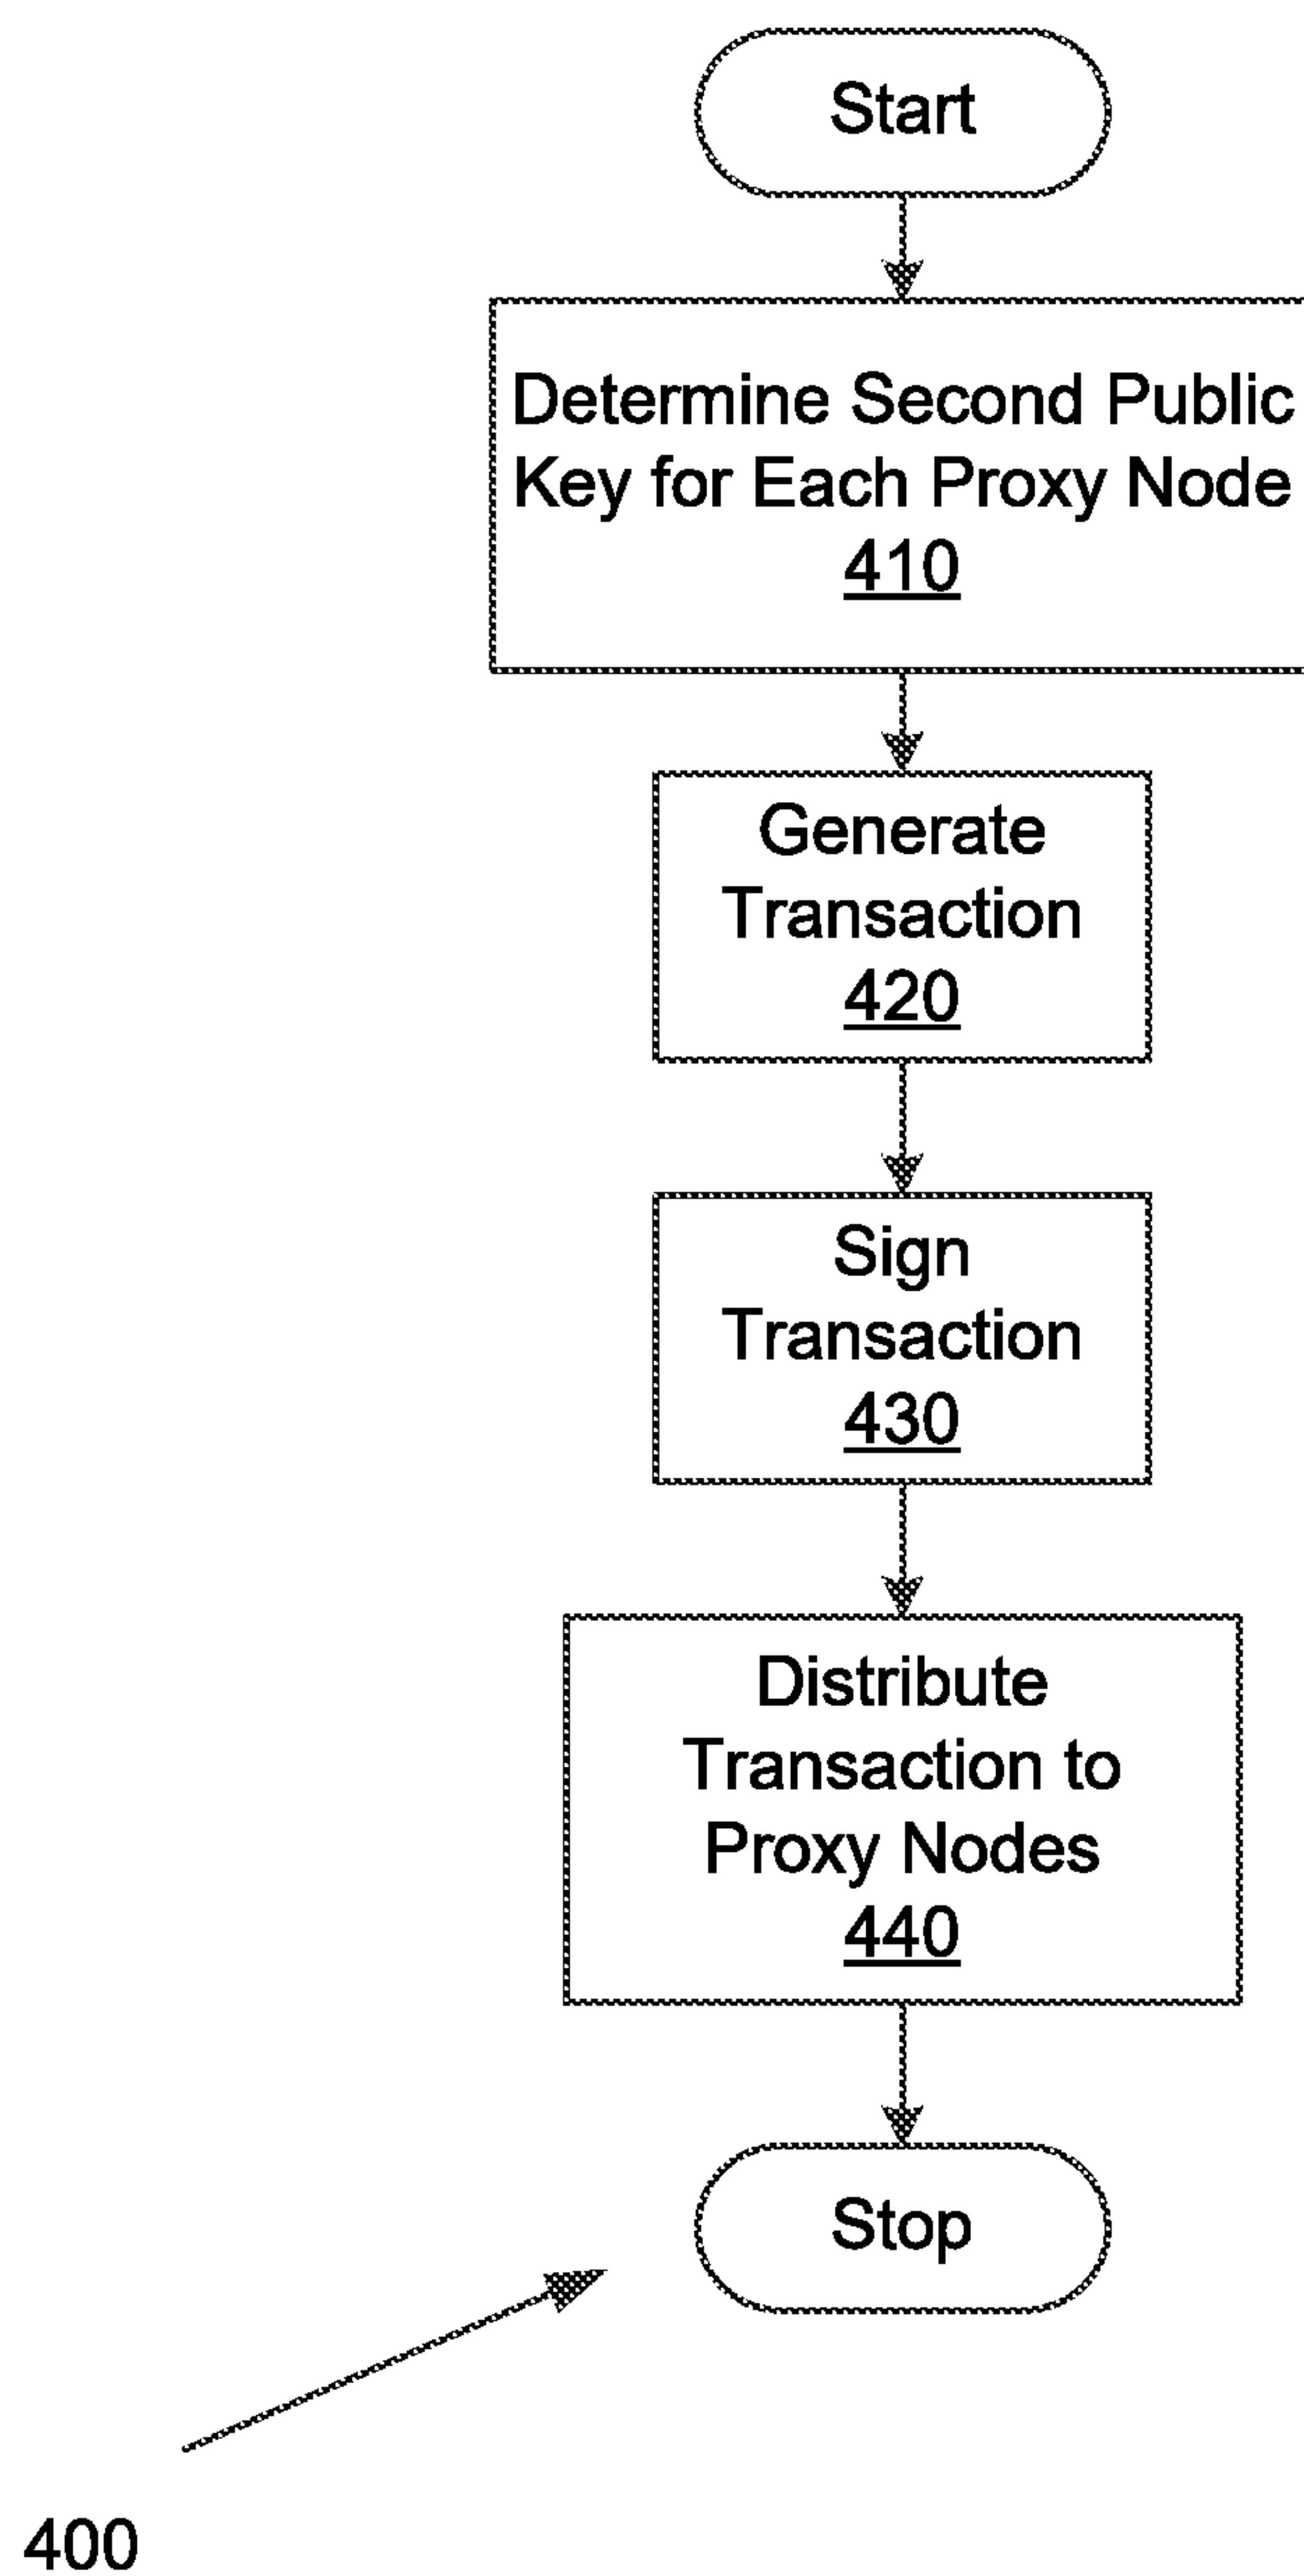 Start
Determine Second Public
Key for Each Proxy Node
410
Generate
Transaction
420
Sign
Transaction
430
Distribute
Transaction to
Proxy Nodes
440
Stop
400